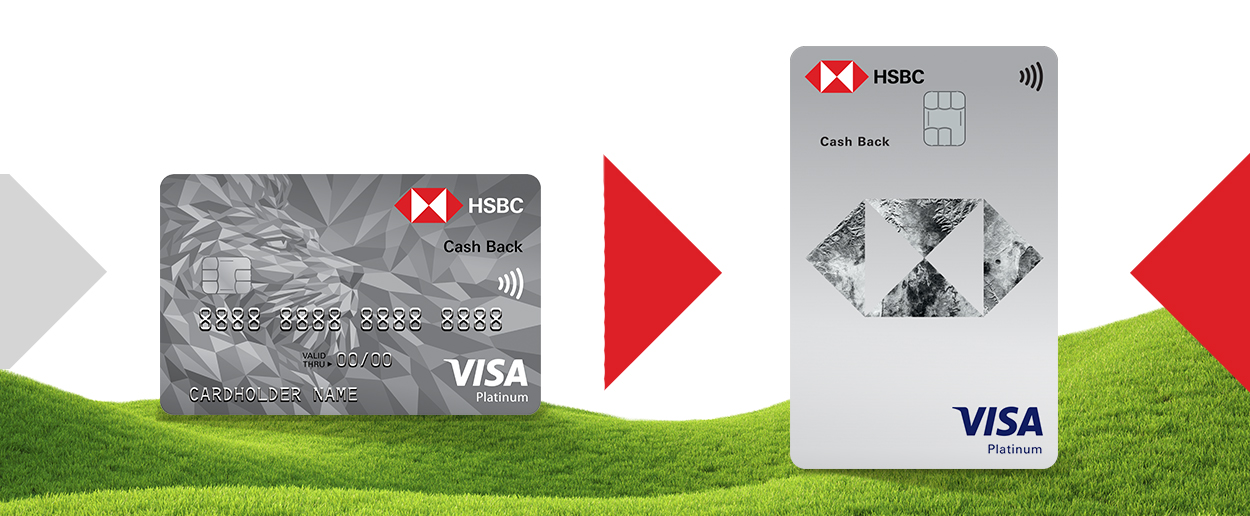 HSBC
Cash Back
8888 8888 8888 8888
VALID
THRU ▸ 00/00
CARDHOLDER NAME
VISA
Platinum
HSBC
Cash Back
VISA
Platinum